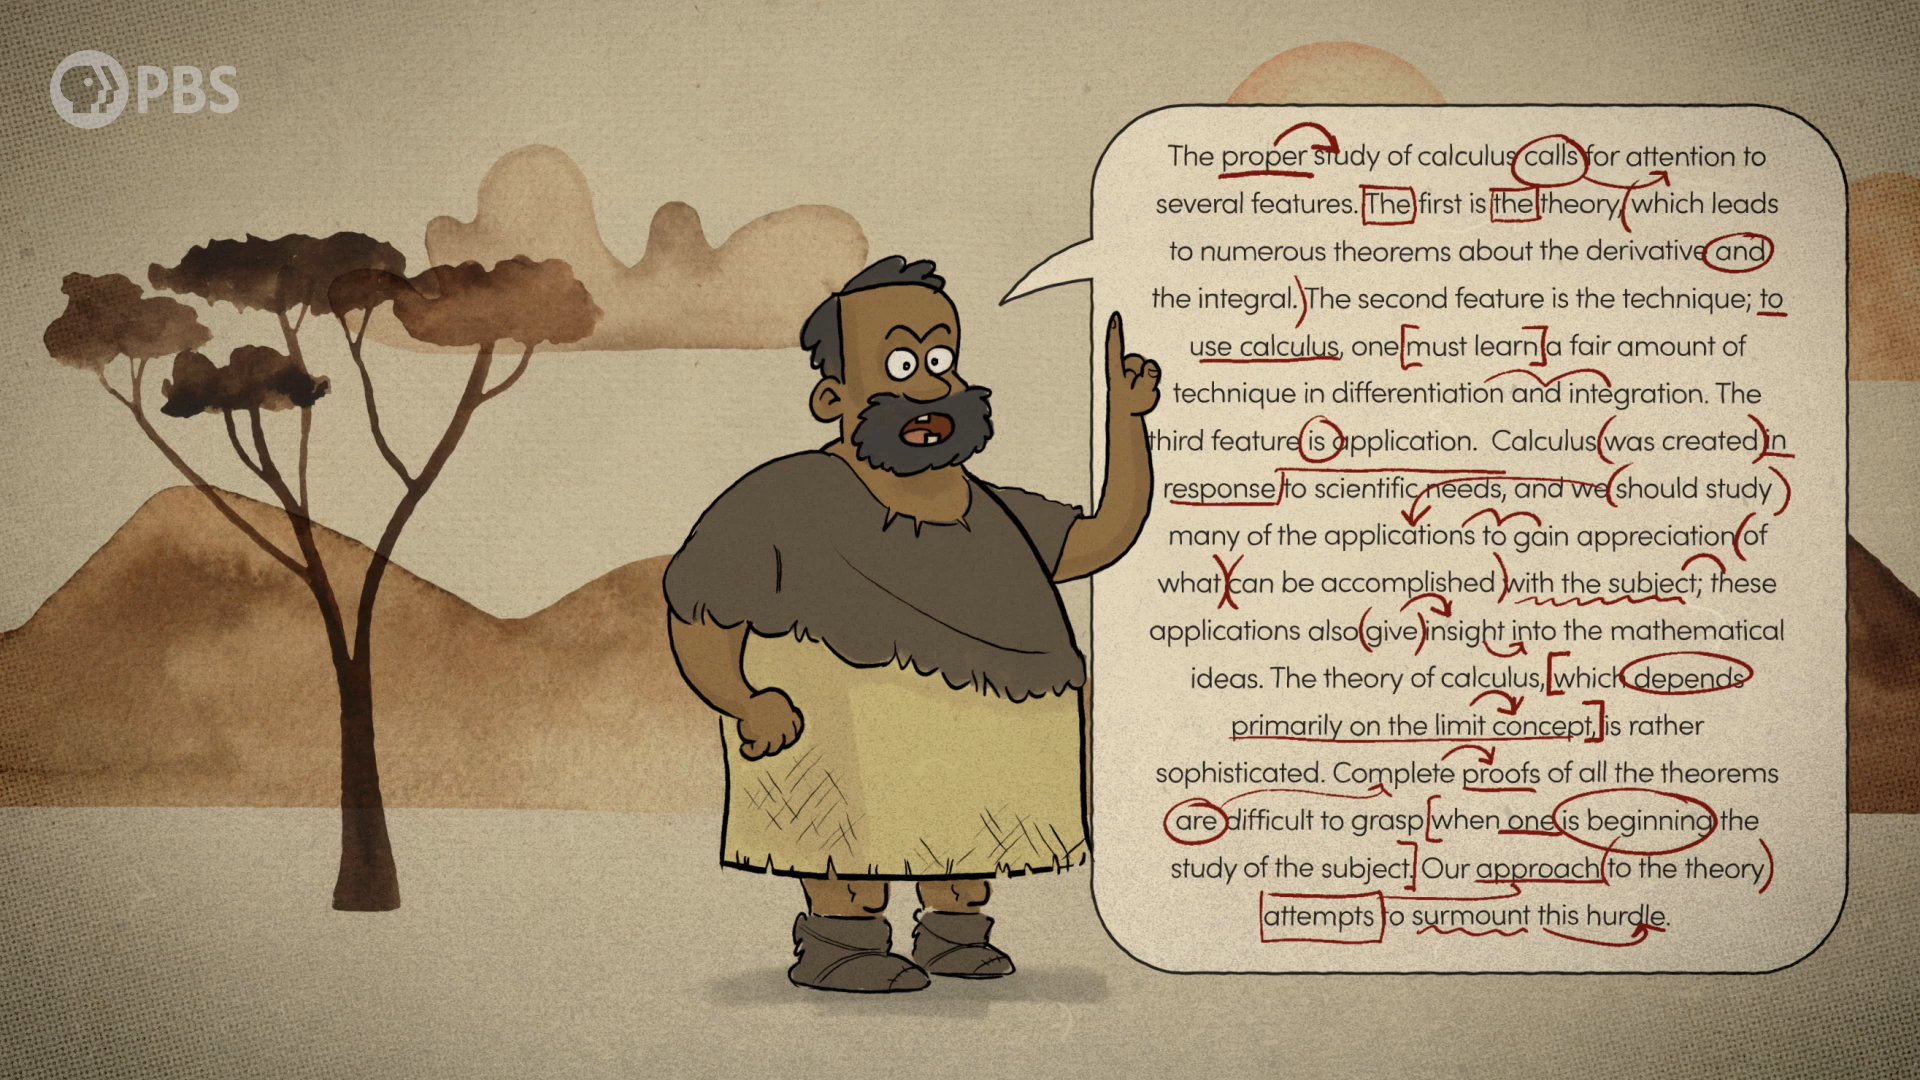 PBS
The proper study of calculus calls for attention to
several features. The first is the theory, which leads
to numerous theorems about the derivative and
the integral. The second feature is the technique; to
use calculus, one must learn a fair amount of
technique in differentiation and integration. The
third feature is application. Calculus was created in
response to scientific needs, and we should study
many of the applications to gain appreciation of
what can be accomplished with the subject; these
applications also give insight into the mathematical
ideas. The theory of calculus, which depends
primarily on the limit concept, is rather
sophisticated. Complete proofs of all the theorems
are difficult to grasp when one is beginning the
study of the subject. Our approach to the theory
attempts to surmount this hurdle.